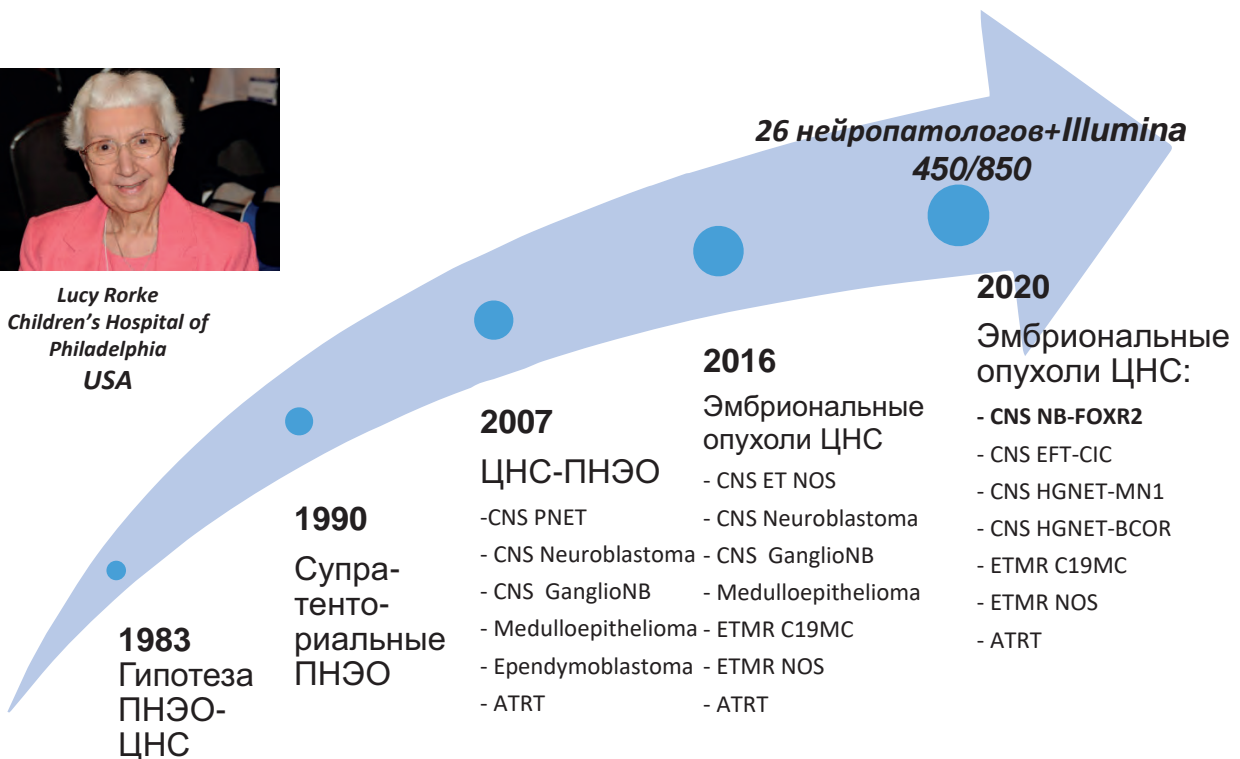 26 нейропатологов+Illumina
450/850
Lucy Rorke
Children’s Hospital of
Philadelphia
USA
1983
Гипотеза
ПНЭО-
ЦНС
1990
Супра-
тенто-
риальные
ПНЭО
2007
ЦНС-ПНЭО
-CNS PNET
- CNS Neuroblastoma
- CNS GanglioNB
- Medulloepithelioma
- Ependymoblastoma
- ATRT
2016
Эмбриональные
опухоли ЦНС
- CNS ET NOS
- CNS Neuroblastoma
- CNS GanglioNB
- Medulloepithelioma
- ETMR C19MC
- ETMR NOS
- ATRT
2020
Эмбриональные
опухоли ЦНС:
- CNS NB-FOXR2
- CNS EFT-CIC
- CNS HGNET-MN1
- CNS HGNET-BCOR
- ETMR C19MC
- ETMR NOS
- ATRT